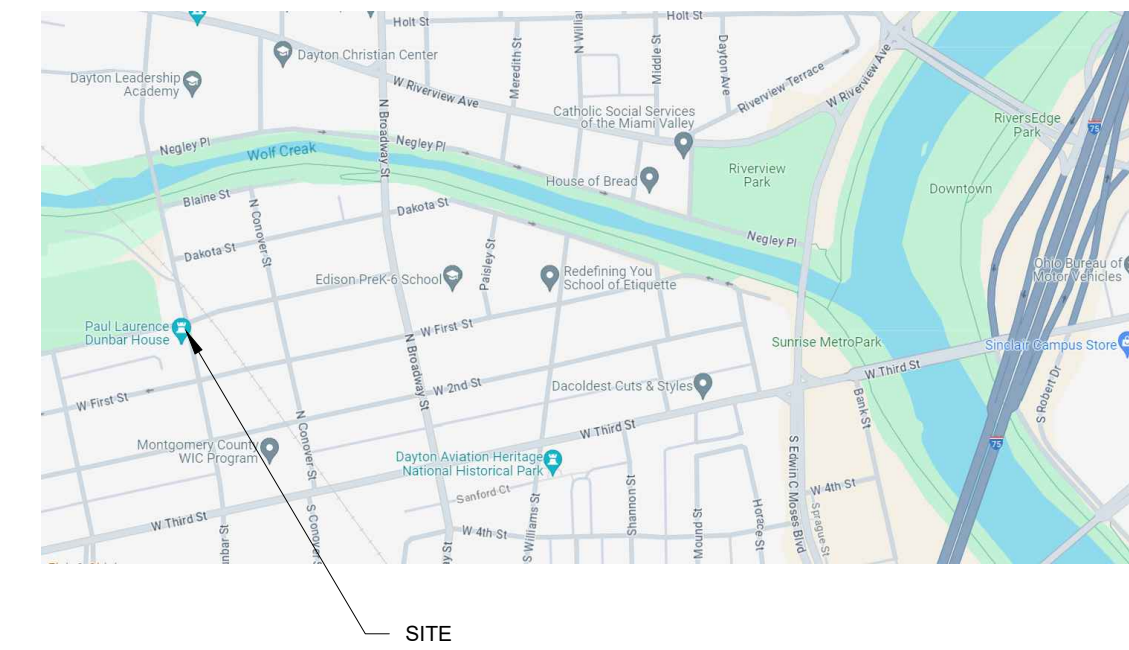 Holt St
Holt St
Dayton Christian Center
Dayton Leadership
Academy
W Riverview Ave
Meredith St
Middle St
Dayton Ave
Riverview Terrace
W Riverview Ave
N Broadway St
Catholic Social Services
of the Miami Valley
RiversEdge
Park
75
Negley Pl
Wolf Creak
Negley Pl
House of Bread
Riverview
Park
Downtown
Blaine St
N Conover St
Dakota St
Negley Pl
Dakota St
Paisley St
Edison PreK-6 School
Redefining You
School of Etiquette
Ohio Bureau of
Motor Vehicles
Paul Laurence
Dunbar House
W First St
N Broadway St
Sunrise MetroPark
Sinclair Campus Store
W Third St
W 2nd St
Dacoldest Cuts & Styles
Bank St
S Robert Dr
W First St
N Conover St
W Third St
Montgomery County
WIC Program
Dayton Aviation Heritage
National Historical Park
S Edwin C Moses Blvd
75
Sanford Ct
W 4th St
W Third St
S Conover S
W 4th St
S Williams St
Shannon St
Mound St
Horace St
Sprague St
SITE